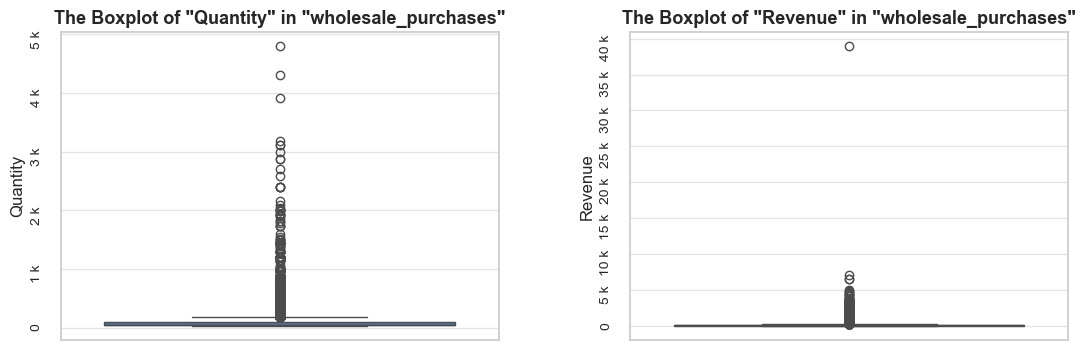 The Boxplot of "Quantity" in "wholesale_purchases"
5 k
4 k
3 k
2 k
1 k
0
Quantity
The Boxplot of "Revenue" in "wholesale_purchases"
40 k
35 k
30 k
25 k
20 k
15 k
10 k
5 k
0
Revenue